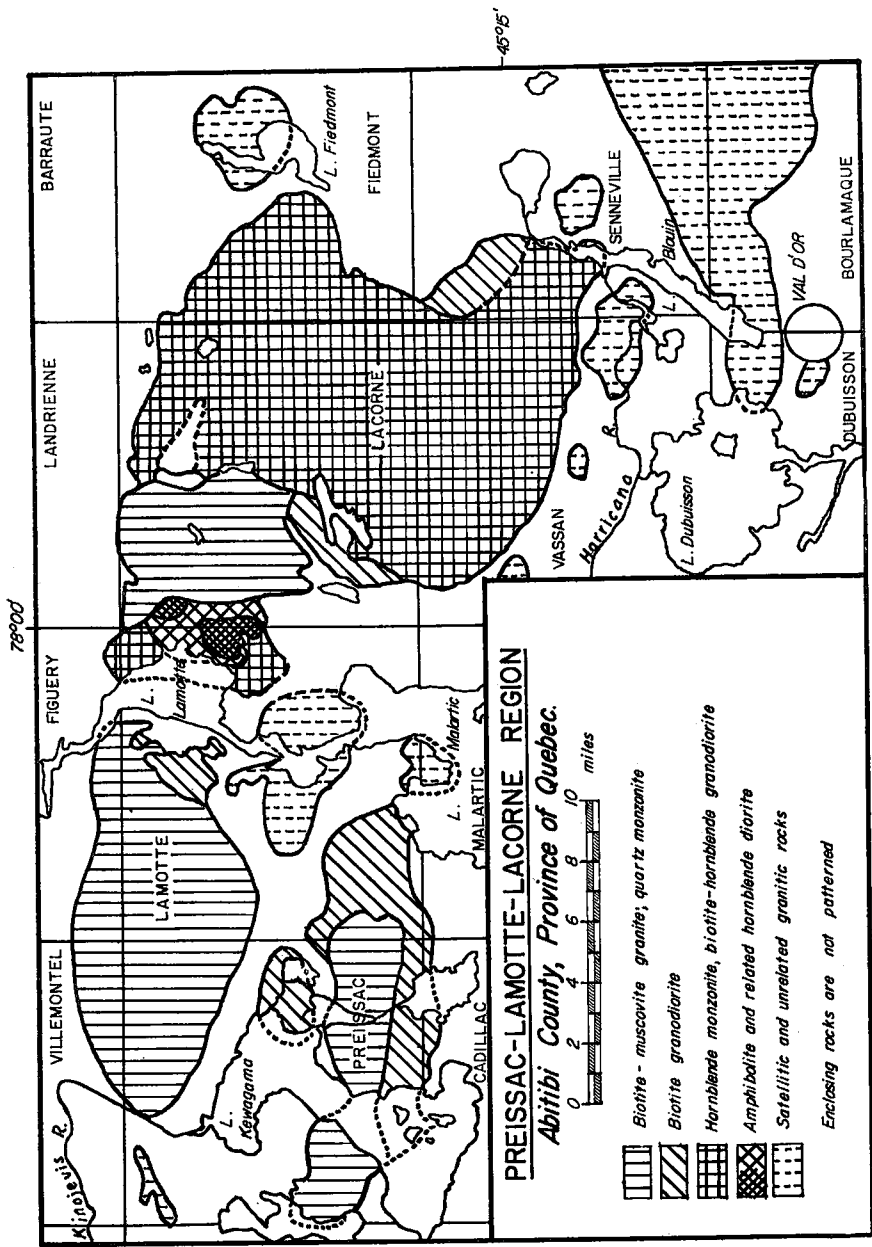 78°00'
45°15'
VILLEMONTEL
FIGUERY
LANDRIENNE
BARRAUTE
Kinojevis R.
LAMOTTE
L.
Lamotte
LACORNE
L. Fiedmont
FIEDMONT
L.
Kewagama
PREISSAC
CADILLAC
L.
Malartic
MALARTIC
VASSAN
Harricana
R.
L. Dubuisson
DUBUISSON
SENNEVILLE
L.
Blouin
VAL D'OR
BOURLAMAQUE
PREISSAC-LAMOTTE-LACORNE REGION
Abitibi County, Province of Quebec.
0 2 4 6 8 10
miles
Biotite-muscovite granite; quartz monzonite
Biotite granodiorite
Hornblende monzonite, biotite-hornblende granodiorite
Amphibolite and related hornblende diorite
Satellitic and unrelated granitic rocks
Enclosing rocks are not patterned